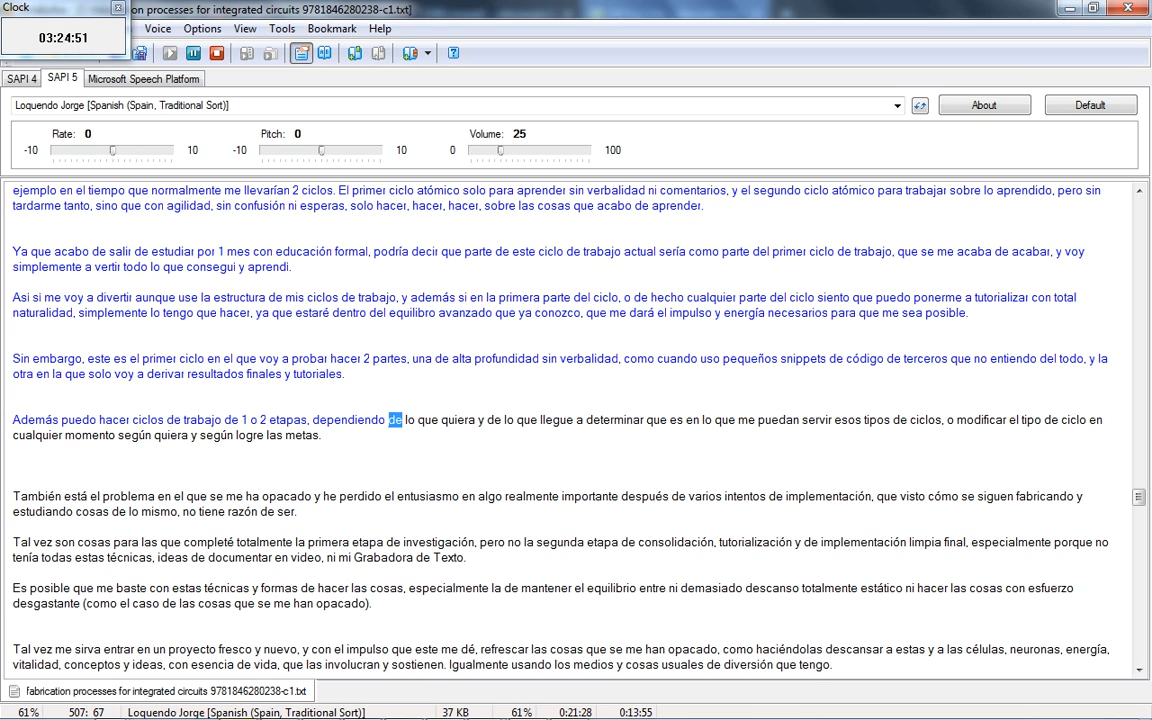 Clock
on processes for integrated circuits 9781846280238-c1.txt]
03:24:51
Voice Options View Tools Bookmark Help
SAPI 4 SAPI 5 Microsoft Speech Platform
Loquendo Jorge [Spanish (Spain, Traditional Sort)] About Default
Rate: 0 Pitch: 0 Volume: 25
-10 10 -10 10 0 100
ejemplo en el tiempo que normalmente me llevarían 2 ciclos. El primer ciclo atómico solo para aprender sin verbalidad ni comentarios, y el segundo ciclo atómico para trabajar sobre lo aprendido, pero sin
tardarme tanto, sino que con agilidad, sin confusión ni esperas, solo hacer, hacer, hacer, sobre las cosas que acabo de aprender.
Ya que acabo de salir de estudiar por 1 mes con educación formal, podría decir que parte de este ciclo de trabajo actual sería como parte del primer ciclo de trabajo, que se me acaba de acabar, y voy
simplemente a vertir todo lo que conseguí y aprendí.
Asi si me voy a divertir aunque use la estructura de mis ciclos de trabajo, y además si en la primera parte del ciclo, o de hecho cualquier parte del ciclo siento que puedo ponerme a tutorializar con total
naturalidad, simplemente lo tengo que hacer, ya que estaré dentro del equilibrio avanzado que ya conozco, que me dará el impulso y energía necesarios para que me sea posible.
Sin embargo, este es el primer ciclo en el que voy a probar hacer 2 partes, una de alta profundidad sin verbalidad, como cuando uso pequeños snippets de código de terceros que no entiendo del todo, y la
otra en la que solo voy a derivar resultados finales y tutoriales.
Además puedo hacer ciclos de trabajo de 1 o 2 etapas, dependiendo de lo que quiera y de lo que llegue a determinar que es en lo que me puedan servir esos tipos de ciclos, o modificar el tipo de ciclo en
cualquier momento según quiera y según logre las metas.
También está el problema en el que se me ha opacado y he perdido el entusiasmo en algo realmente importante después de varios intentos de implementación, que visto cómo se siguen fabricando y
estudiando cosas de lo mismo, no tiene razón de ser.
Tal vez son cosas para las que completé totalmente la primera etapa de investigación, pero no la segunda etapa de consolidación, tutorialización y de implementación limpia final, especialmente porque no
tenía todas estas técnicas, ideas de documentar en video, ni mi Grabadora de Texto.
Es posible que me baste con estas técnicas y formas de hacer las cosas, especialmente la de mantener el equilibrio entre ni demasiado descanso totalmente estático ni hacer las cosas con esfuerzo
desgastante (como el caso de las cosas que se me han opacado).
Tal vez me sirva entrar en un proyecto fresco y nuevo, y con el impulso que este me dé, refrescar las cosas que se me han opacado, como haciéndolas descansar a estas y a las células, neuronas, energía,
vitalidad, conceptos y ideas, con esencia de vida, que las involucran y sostienen. Igualmente usando los medios y cosas usuales de diversión que tengo.
fabrication processes for integrated circuits 9781846280238-c1.txt
61% 507: 67 Loquendo Jorge [Spanish (Spain, Traditional Sort)] 37 KB 61% 0:21:28 0:13:55